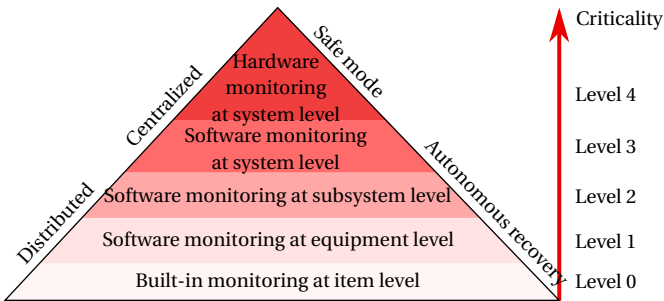 Criticality
Safe mode
Hardware
monitoring
at system level
Level 4
Centralized
Software monitoring
at system level
Level 3
Autonomous recovery
Distributed
Software monitoring at subsystem level
Level 2
Software monitoring at equipment level
Level 1
Built-in monitoring at item level
Level 0